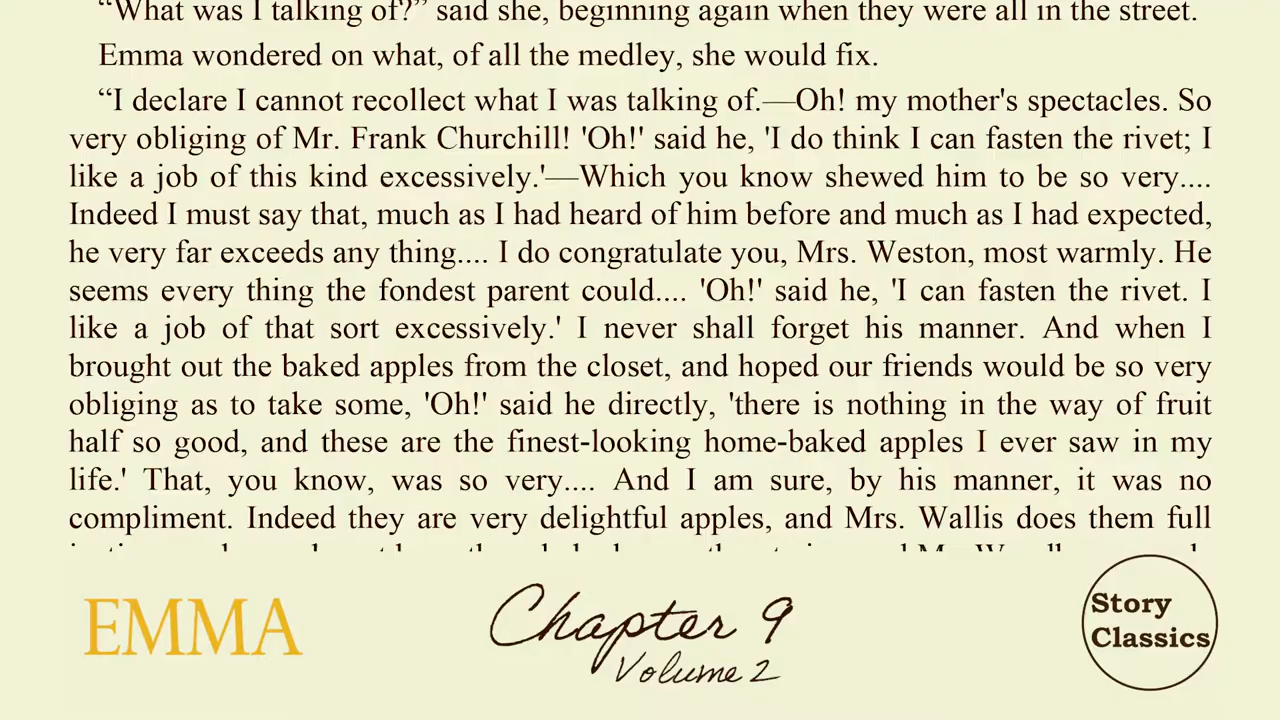 “What was I talking of?” said she, beginning again when they were all in the street.
Emma wondered on what, of all the medley, she would fix.
“I declare I cannot recollect what I was talking of.—Oh! my mother's spectacles. So
very obliging of Mr. Frank Churchill! 'Oh!' said he, 'I do think I can fasten the rivet; I
like a job of this kind excessively.'—Which you know shewed him to be so very....
Indeed I must say that, much as I had heard of him before and much as I had expected,
he very far exceeds any thing.... I do congratulate you, Mrs. Weston, most warmly. He
seems every thing the fondest parent could.... 'Oh!' said he, 'I can fasten the rivet. I
like a job of that sort excessively.' I never shall forget his manner. And when I
brought out the baked apples from the closet, and hoped our friends would be so very
obliging as to take some, 'Oh!' said he directly, 'there is nothing in the way of fruit
half so good, and these are the finest-looking home-baked apples I ever saw in my
life.' That, you know, was so very.... And I am sure, by his manner, it was no
compliment. Indeed they are very delightful apples, and Mrs. Wallis does them full
EMMA
Chapter 9
Volume 2
Story
Classics